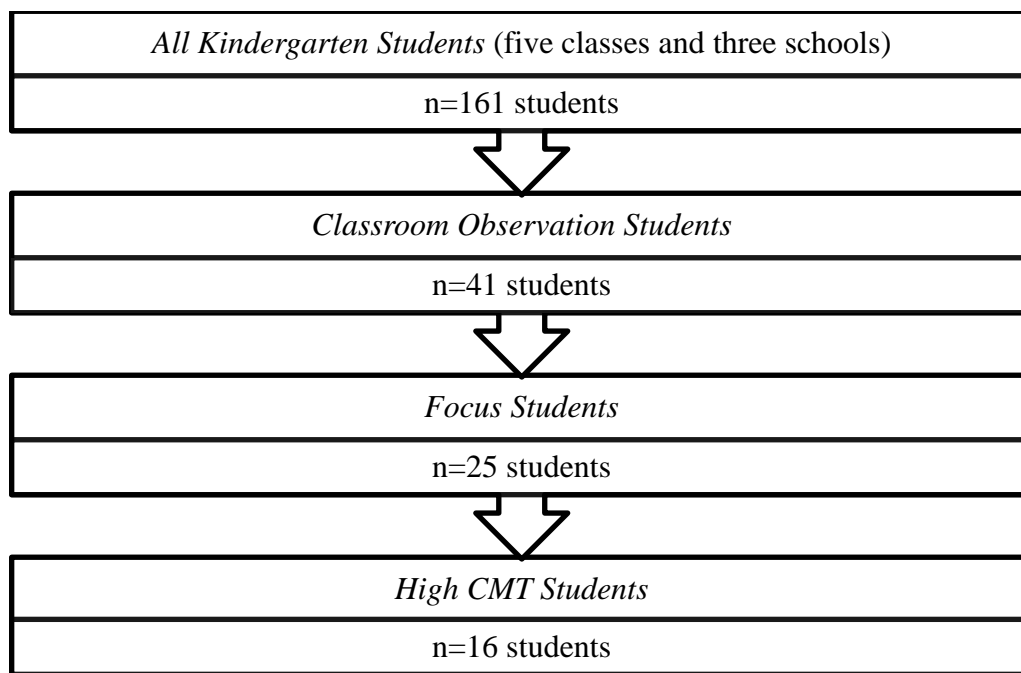 All Kindergarten Students (five classes and three schools)
n=161 students
Classroom Observation Students
n=41 students
Focus Students
n=25 students
High CMT Students
n=16 students